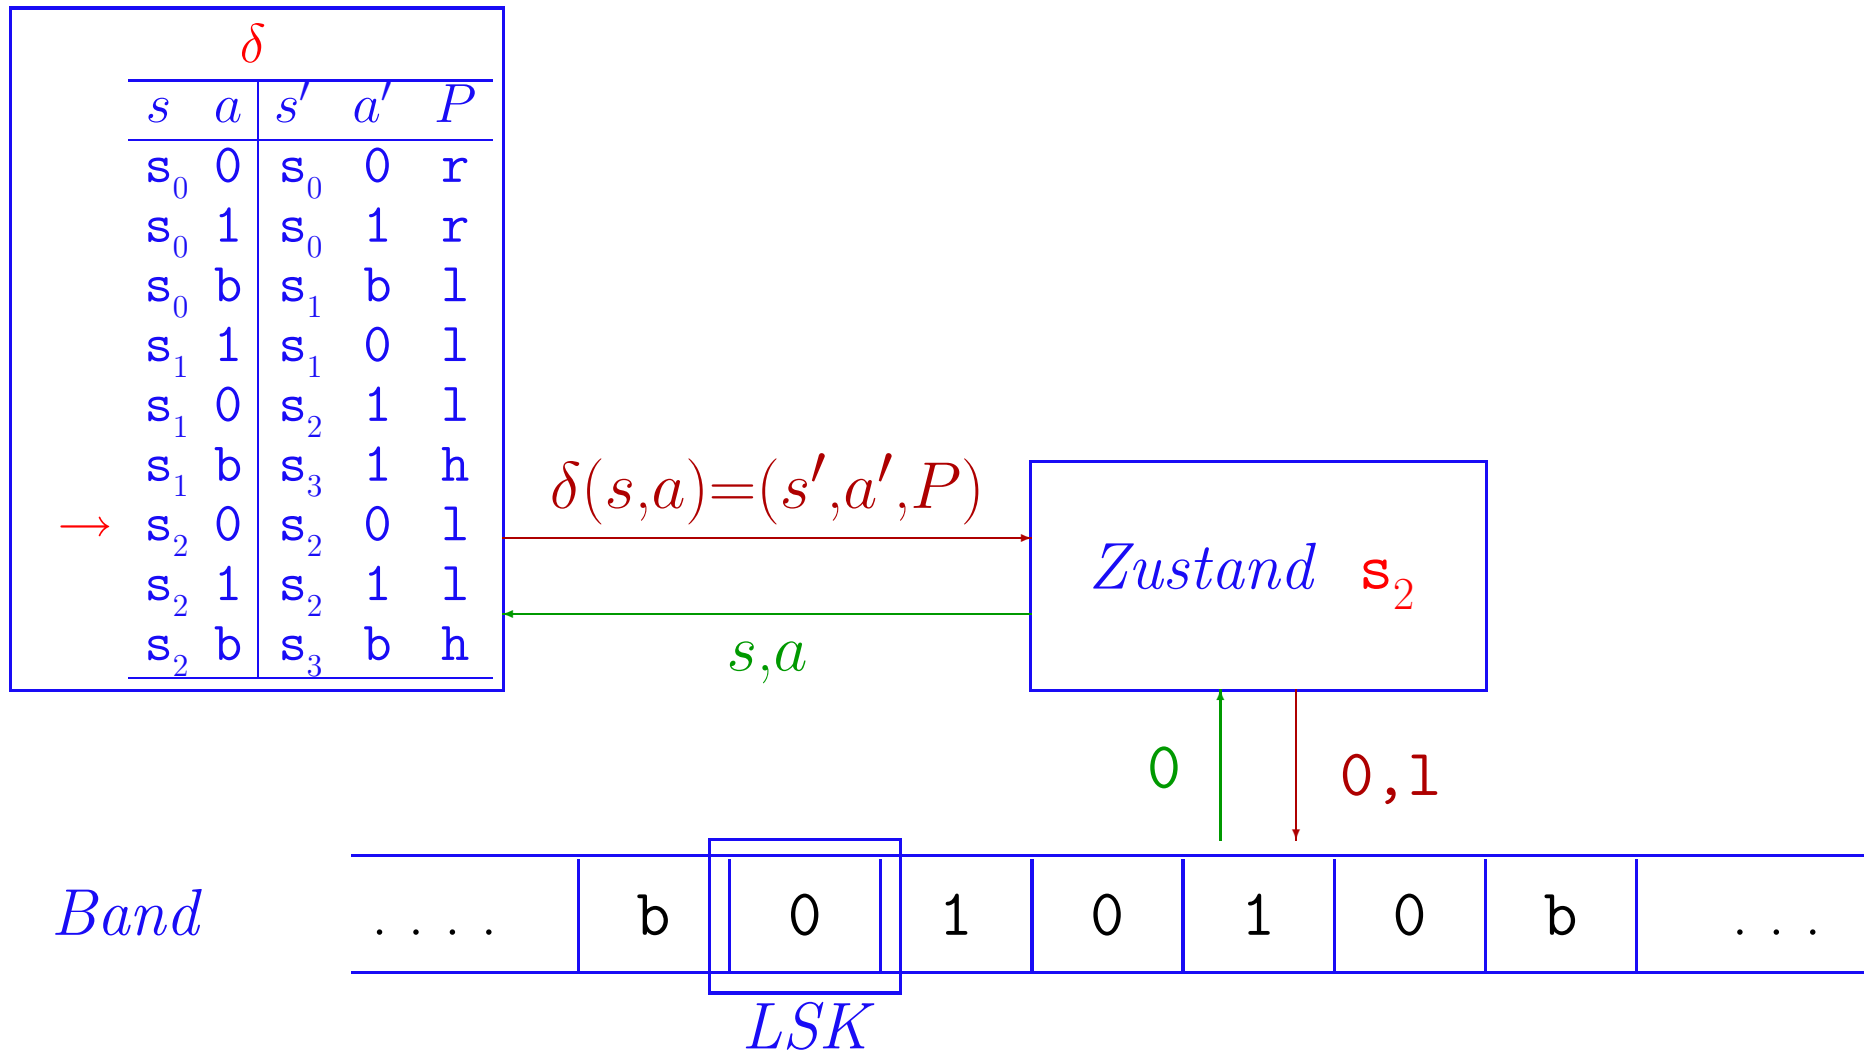 δ
s a s′ a′ P
s₀ 0 s₀ 0 r
s₀ 1 s₀ 1 r
s₀ b s₁ b l
s₁ 1 s₁ 0 l
s₁ 0 s₂ 1 l
s₁ b s₃ 1 h
→ s₂ 0 s₂ 0 l
s₂ 1 s₂ 1 l
s₂ b s₃ b h
δ(s,a)=(s′,a′,P)
s,a
Zustand s₂
0
0,l
Band . . . . b 0 1 0 1 0 b . . .
LSK